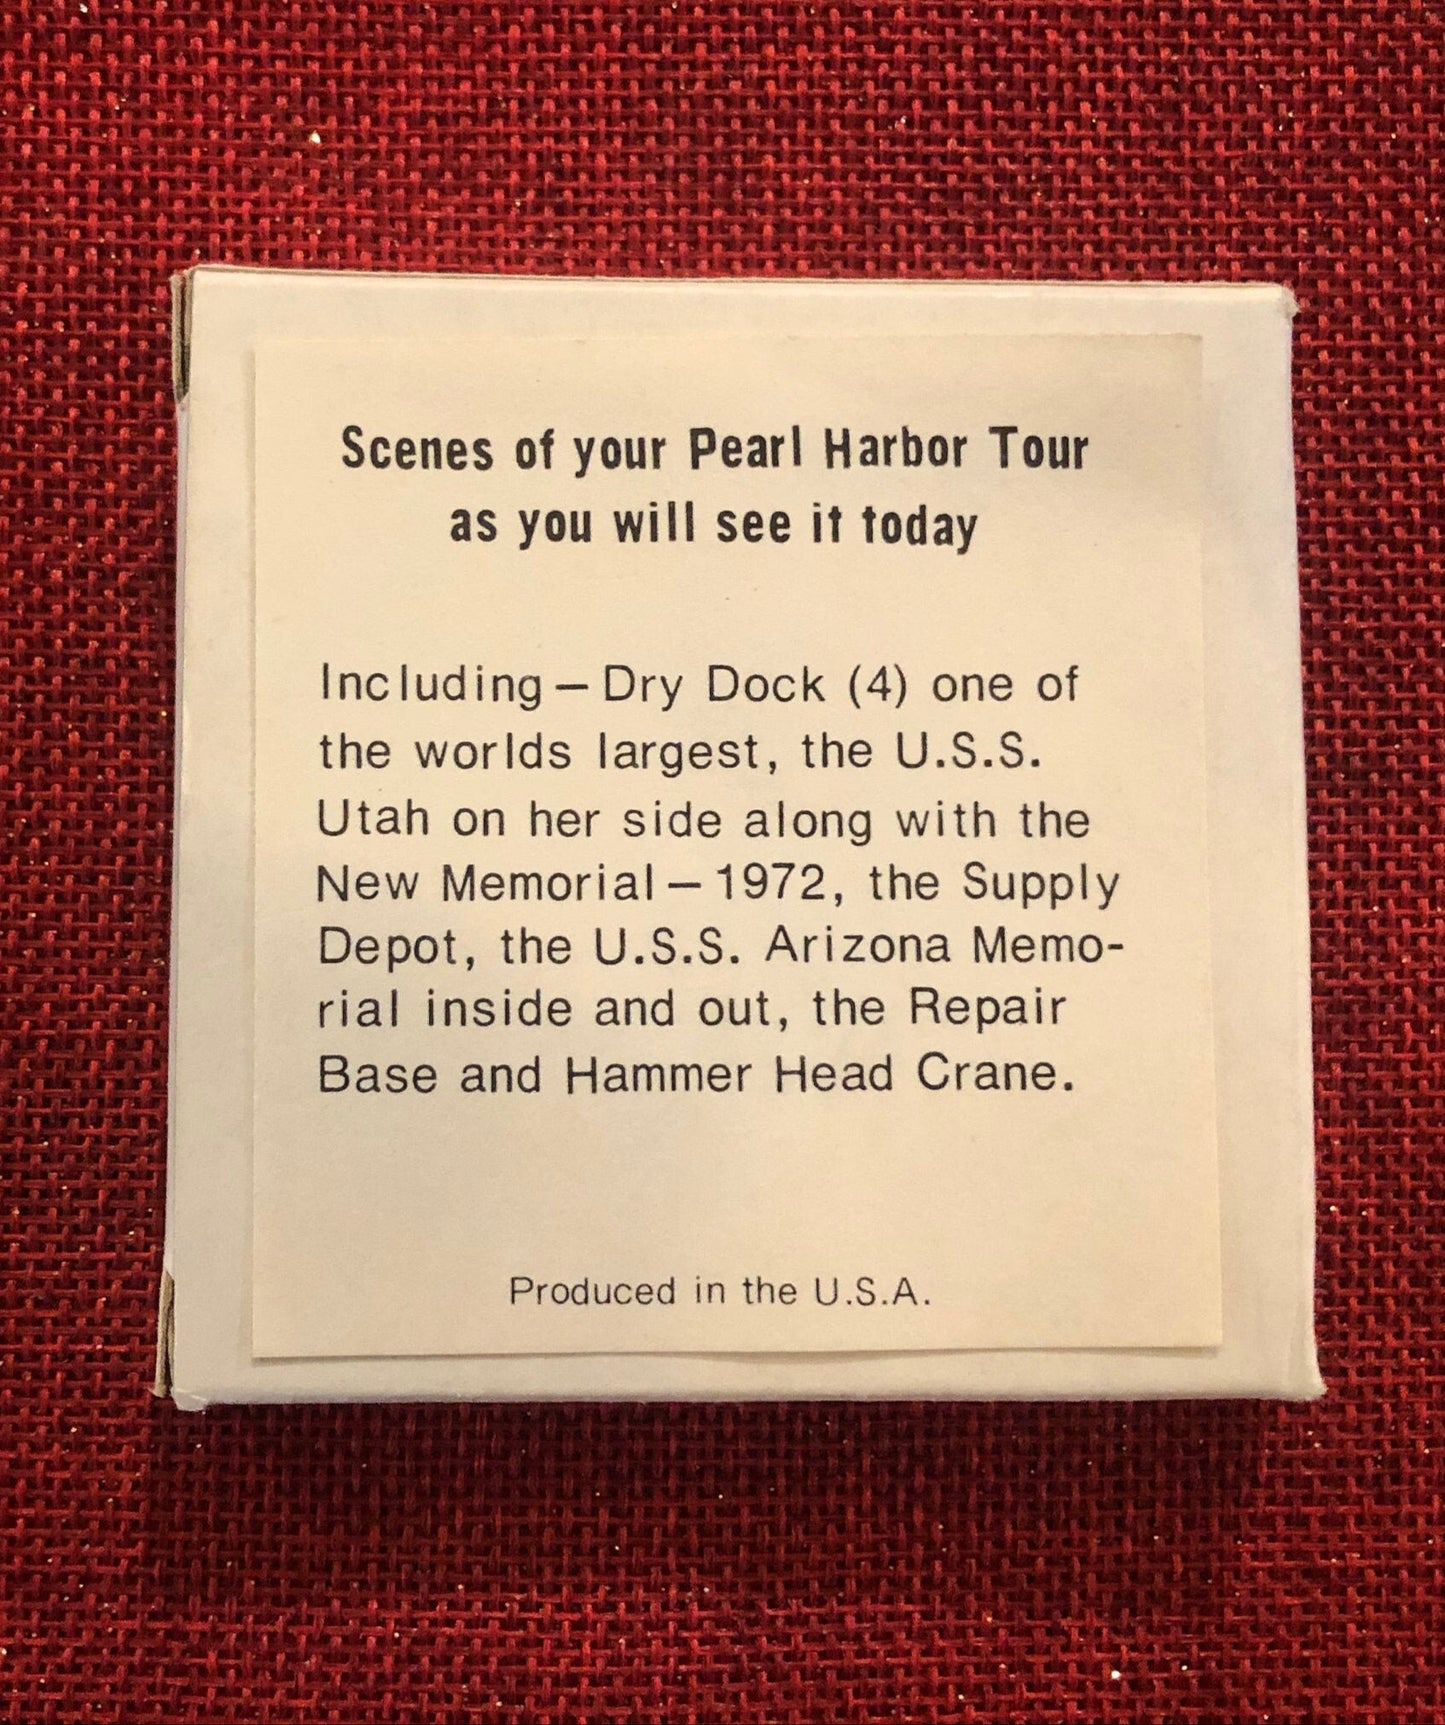 Scenes of your Pearl Harbor Tour
as you will see it today
Including – Dry Dock (4) one of
the worlds largest, the U.S.S.
Utah on her side along with the
New Memorial – 1972, the Supply
Depot, the U.S.S. Arizona Memo-
rial inside and out, the Repair
Base and Hammer Head Crane.
Produced in the U.S.A.